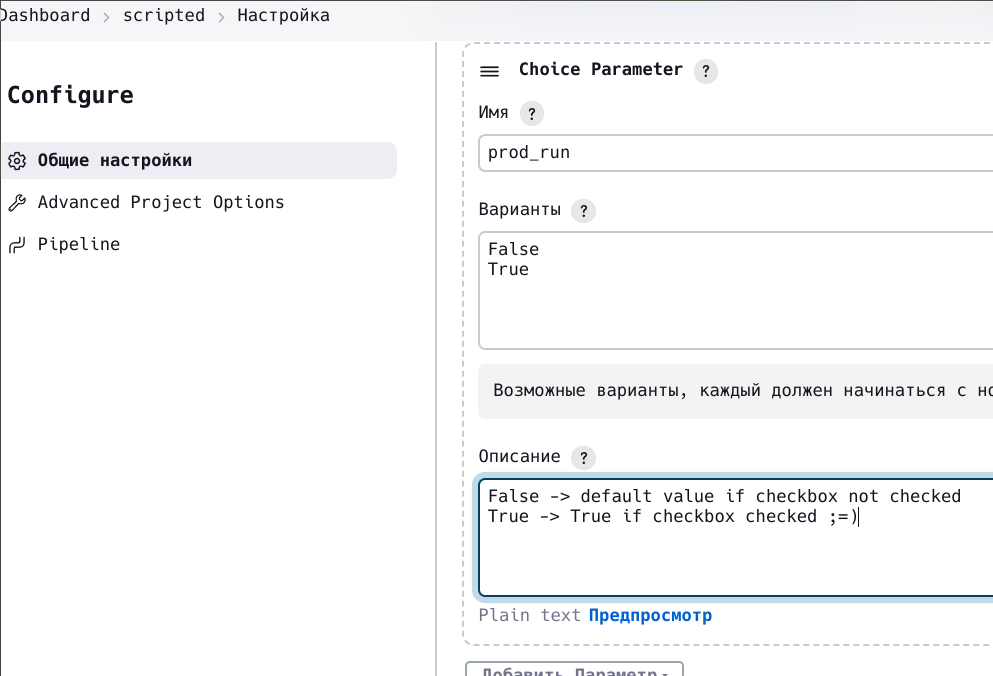 Dashboard > scripted > Настройка
Configure
Общие настройки
Advanced Project Options
Pipeline
Choice Parameter ?
Имя ?
prod_run
Варианты ?
False
True
Возможные варианты, каждый должен начинаться с
Описание ?
False -> default value if checkbox not checked
True -> True if checkbox checked ;=)
Plain text Предпросмотр
Добавить Параметр